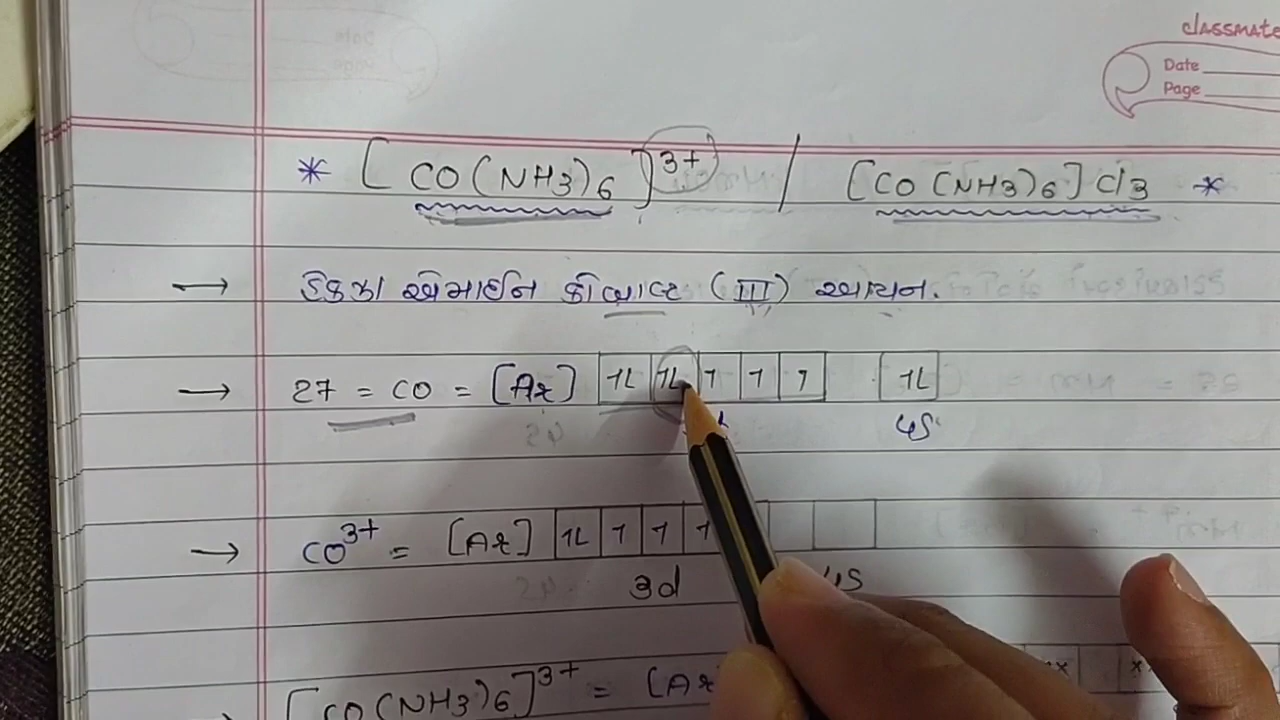 classmate
Date
Page
* [CO(NH3)6]3+ / [CO(NH3)6]Cl3 *
→ હેકઝા એમાઈન કોબાલ્ટ (III) આયન.
→ 27 = CO = [Ar] 1L 1L 1 1 1 1L
4S
→ CO3+ = [Ar] 1L 1 1 1
3d 4S
[CO(NH3)6]3+ = [Ar